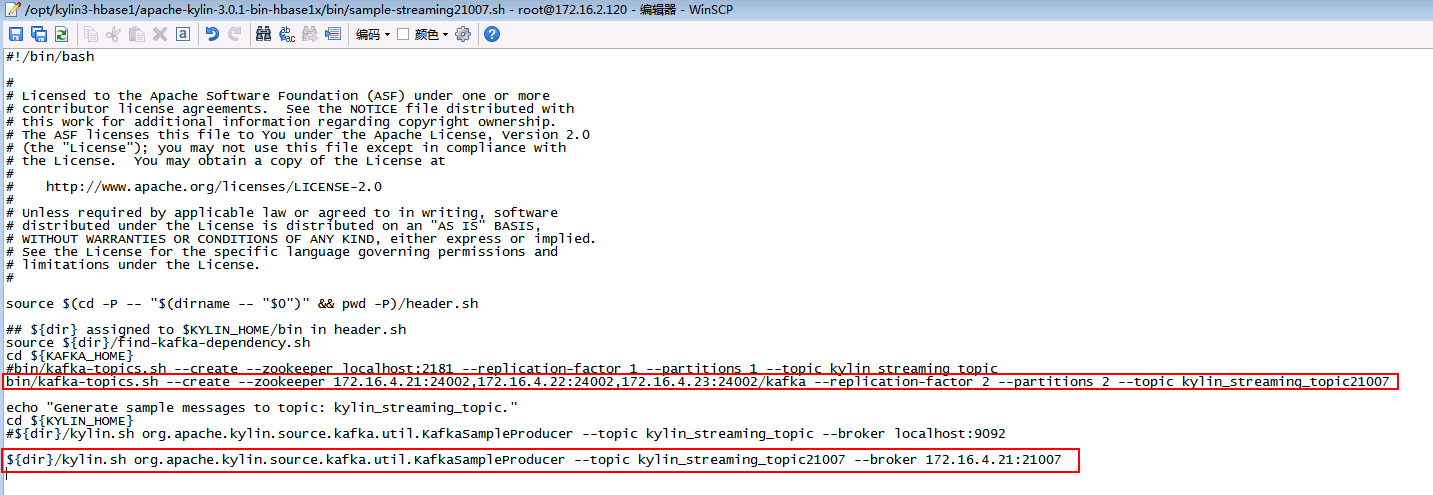 /opt/kylin3-hbase1/apache-kylin-3.0.1-bin-hbase1x/bin/sample-streaming21007.sh - root@172.16.2.120 - 编辑器 - WinSCP
编码 颜色
#!/bin/bash
#
# Licensed to the Apache Software Foundation (ASF) under one or more
# contributor license agreements.  See the NOTICE file distributed with
# this work for additional information regarding copyright ownership.
# The ASF licenses this file to You under the Apache License, Version 2.0
# (the "License"); you may not use this file except in compliance with
# the License.  You may obtain a copy of the License at
#
#    http://www.apache.org/licenses/LICENSE-2.0
#
# Unless required by applicable law or agreed to in writing, software
# distributed under the License is distributed on an "AS IS" BASIS,
# WITHOUT WARRANTIES OR CONDITIONS OF ANY KIND, either express or implied.
# See the License for the specific language governing permissions and
# limitations under the License.
#
source $(cd -P -- "$(dirname -- "$0")" && pwd -P)/header.sh
## ${dir} assigned to $KYLIN_HOME/bin in header.sh
source ${dir}/find-kafka-dependency.sh
cd ${KAFKA_HOME}
#bin/kafka-topics.sh --create --zookeeper localhost:2181 --replication-factor 1 --partitions 1 --topic kylin_streaming_topic
bin/kafka-topics.sh --create --zookeeper 172.16.4.21:24002,172.16.4.22:24002,172.16.4.23:24002/kafka --replication-factor 2 --partitions 2 --topic kylin_streaming_topic21007
echo "Generate sample messages to topic: kylin_streaming_topic."
cd ${KYLIN_HOME}
#${dir}/kylin.sh org.apache.kylin.source.kafka.util.KafkaSampleProducer --topic kylin_streaming_topic --broker localhost:9092
${dir}/kylin.sh org.apache.kylin.source.kafka.util.KafkaSampleProducer --topic kylin_streaming_topic21007 --broker 172.16.4.21:21007